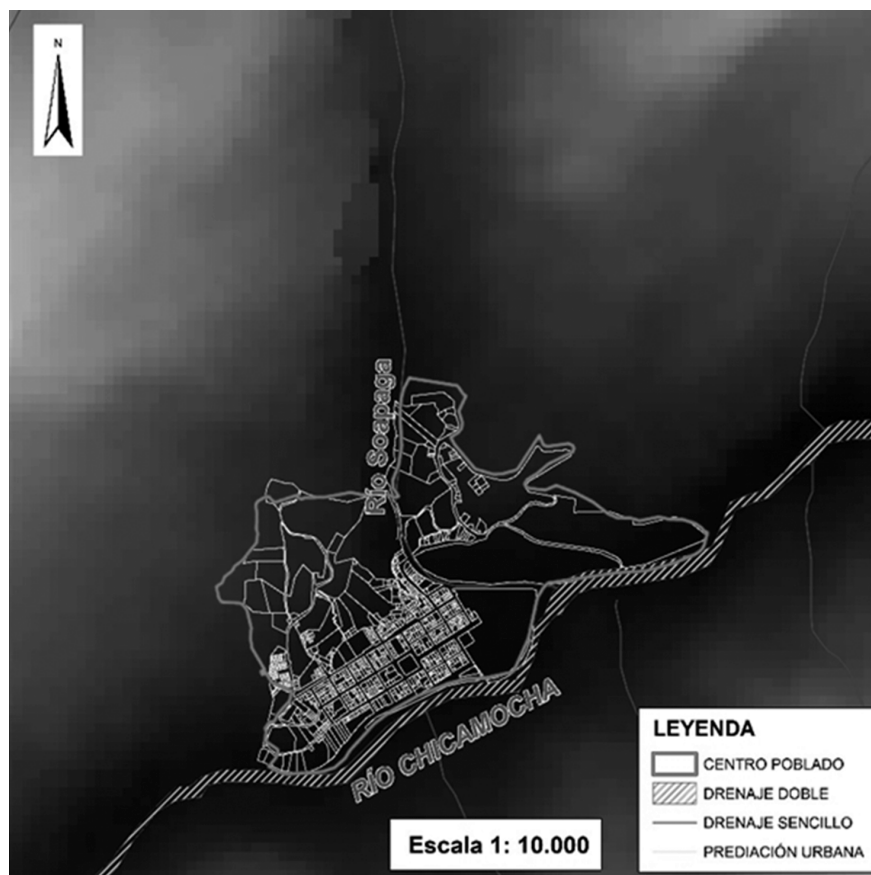 N
Río Soapaga
RÍO CHICAMOCHA
LEYENDA
CENTRO POBLADO
DRENAJE DOBLE
DRENAJE SENCILLO
PREDIACIÓN URBANA
Escala 1: 10.000